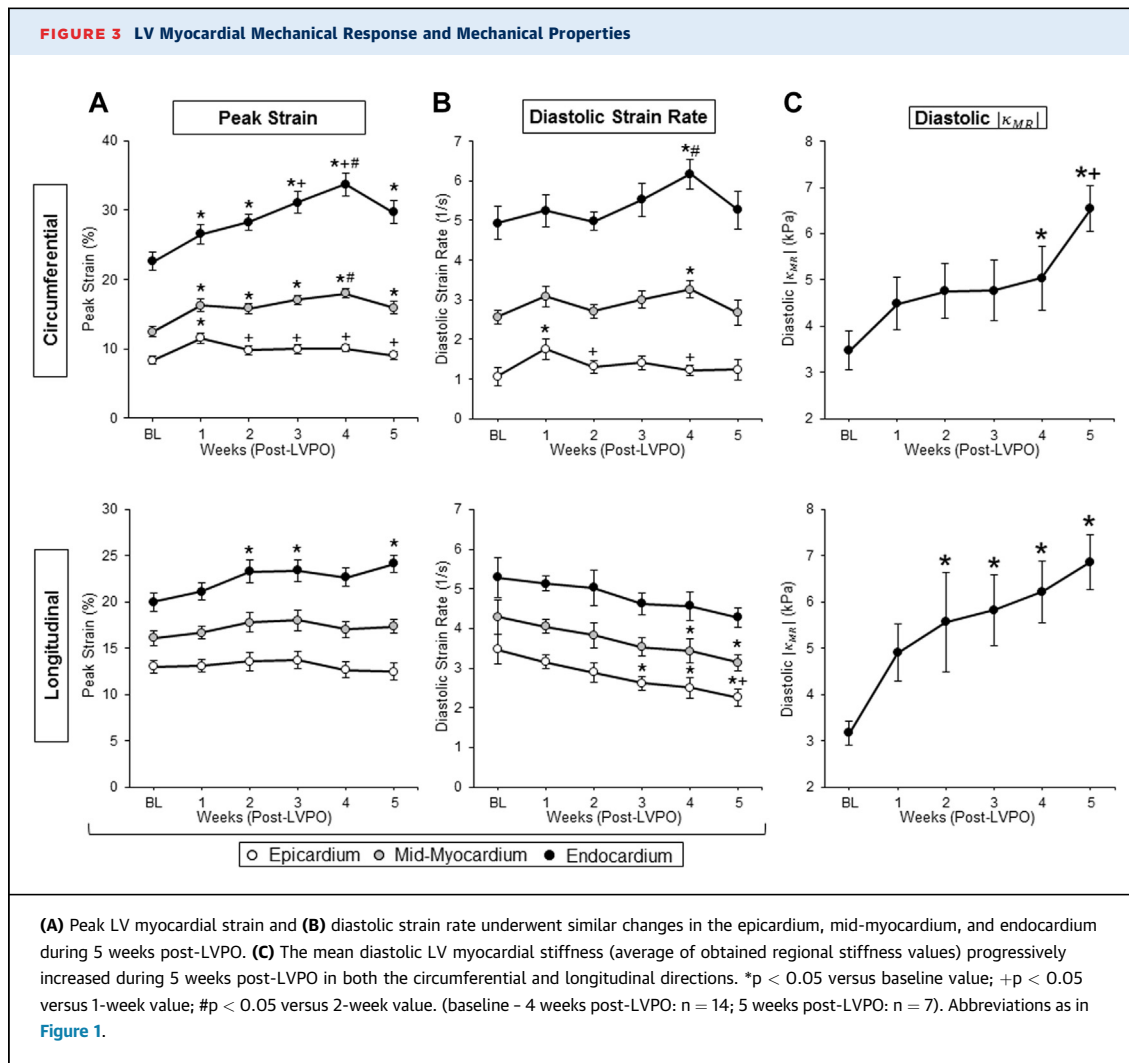 FIGURE 3 LV Myocardial Mechanical Response and Mechanical Properties
A
Peak Strain
B
Diastolic Strain Rate
C
Diastolic |κMR|
Circumferential
Peak Strain (%)
40
30
20
10
0
*
*
*+
*+#
*
*
*
*
*#
*
*
+
+
+
+
BL 1 2 3 4 5
Weeks (Post-LVPO)
Diastolic Strain Rate (1/s)
7
6
5
4
3
2
1
0
*#
*
*
+
+
BL 1 2 3 4 5
Weeks (Post-LVPO)
Diastolic |κMR| (kPa)
8
7
6
5
4
3
2
*
*+
BL 1 2 3 4 5
Weeks (Post-LVPO)
Longitudinal
Peak Strain (%)
30
25
20
15
10
5
0
*
*
*
BL 1 2 3 4 5
Weeks (Post-LVPO)
Diastolic Strain Rate (1/s)
7
6
5
4
3
2
1
0
*
*
*
*
*+
BL 1 2 3 4 5
Weeks (Post-LVPO)
Diastolic |κMR| (kPa)
8
7
6
5
4
3
2
*
*
*
*
BL 1 2 3 4 5
Weeks (Post-LVPO)
Epicardium Mid-Myocardium Endocardium
(A) Peak LV myocardial strain and (B) diastolic strain rate underwent similar changes in the epicardium, mid-myocardium, and endocardium
during 5 weeks post-LVPO. (C) The mean diastolic LV myocardial stiffness (average of obtained regional stiffness values) progressively
increased during 5 weeks post-LVPO in both the circumferential and longitudinal directions. *p < 0.05 versus baseline value; +p < 0.05
versus 1-week value; #p < 0.05 versus 2-week value. (baseline – 4 weeks post-LVPO: n = 14; 5 weeks post-LVPO: n = 7). Abbreviations as in
Figure 1.